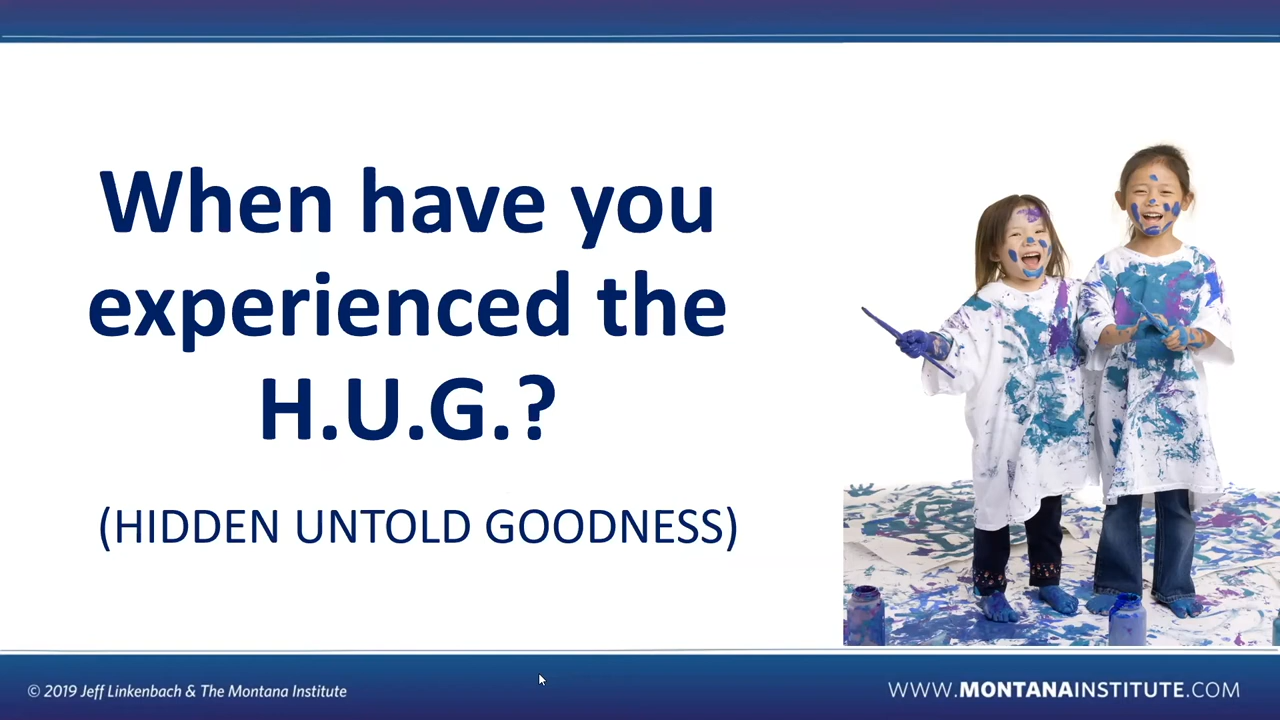 When have you
experienced the
H.U.G.?
(HIDDEN UNTOLD GOODNESS)
© 2019 Jeff Linkenbach & The Montana Institute
WWW.MONTANAINSTITUTE.COM